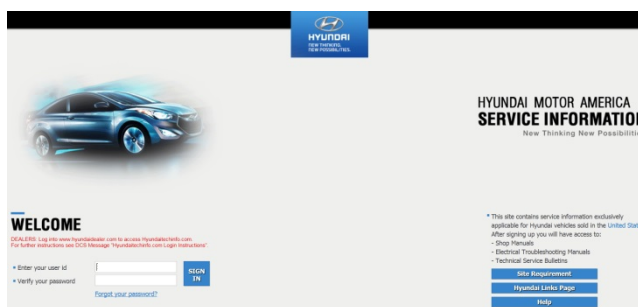 HYUNDAI
NEW THINKING.
NEW POSSIBILITIES.
HYUNDAI MOTOR AMERICA
SERVICE INFORMATION
New Thinking New Possibilitie
WELCOME
DEALERS: Log into www.hyundaidealer.com to access Hyundaitechinfo.com.
For further instructions see DCS Message "Hyundaitechinfo.com Login Instructions".
Enter your user id
Verify your password
SIGN
IN
Forgot your password?
This site contains service information exclusively
applicable for Hyundai vehicles sold in the United Stat
After signing up you will have access to:
- Shop Manuals
- Electrical Troubleshooting Manuals
- Technical Service Bulletins
Site Requirement
Hyundai Links Page
Help